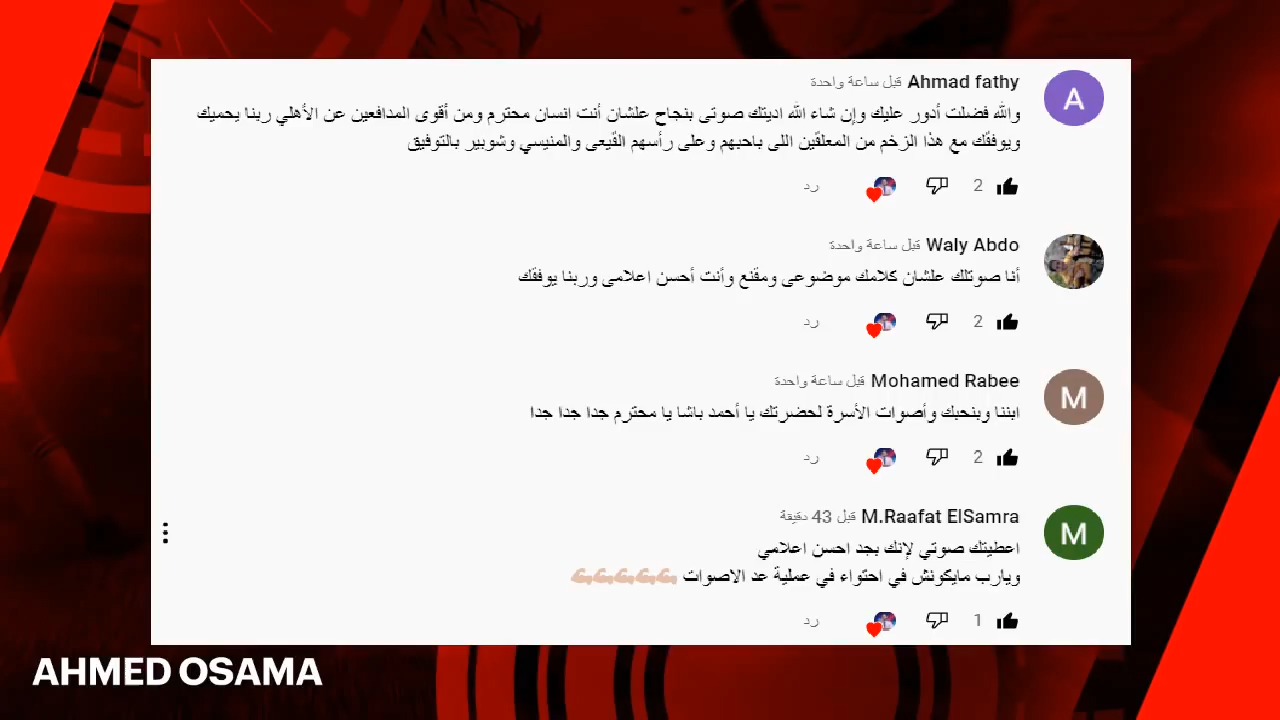 Ahmad fathy قبل ساعة واحدة
والله فضلت أدور عليك وإن شاء الله اديتك صوتى بنجاح علشان أنت انسان محترم ومن أقوى المدافعين عن الأهلي ربنا يحميك
ويوفقك مع هذا الزخم من المعلقين اللى باحبهم وعلى رأسهم القيعى والمنيسي وشوبير بالتوفيق
2 رد
A
Waly Abdo قبل ساعة واحدة
أنا صوتلك علشان كلامك موضوعى ومقنع وأنت أحسن اعلامى وربنا يوفقك
2 رد
Mohamed Rabee قبل ساعة واحدة
ابننا وبنحبك وأصوات الأسرة لحضرتك يا أحمد باشا يا محترم جدا جدا جدا
2 رد
M
M.Raafat ElSamra قبل 43 دقيقة
اعطيتك صوتي لإنك بجد احسن اعلامي
ويارب مايكونش في احتواء في عملية عد الاصوات 💪🏼💪🏼💪🏼💪🏼💪🏼
1 رد
M
AHMED OSAMA